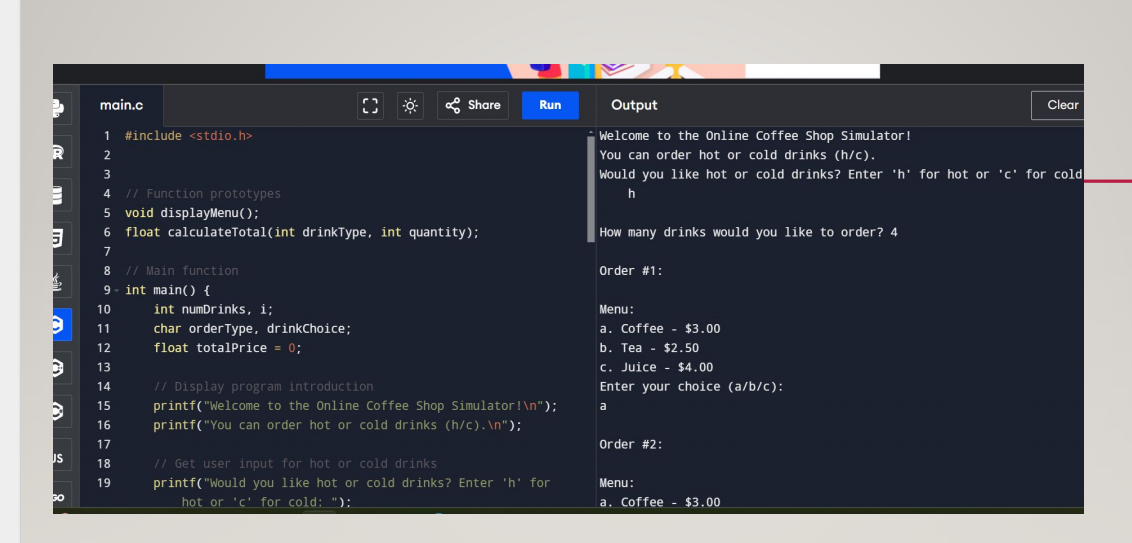 main.c
Share
Run
1 #include <stdio.h>
2
3
4 // Function prototypes
5 void displayMenu();
6 float calculateTotal(int drinkType, int quantity);
7
8 // Main function
9 int main() {
10 int numDrinks, i;
11 char orderType, drinkChoice;
12 float totalPrice = 0;
13
14 // Display program introduction
15 printf("Welcome to the Online Coffee Shop Simulator!\n");
16 printf("You can order hot or cold drinks (h/c).\n");
17
18 // Get user input for hot or cold drinks
19 printf("Would you like hot or cold drinks? Enter 'h' for
hot or 'c' for cold: ");
Output
Clear
Welcome to the Online Coffee Shop Simulator!
You can order hot or cold drinks (h/c).
Would you like hot or cold drinks? Enter 'h' for hot or 'c' for cold
h
How many drinks would you like to order? 4
Order #1:
Menu:
a. Coffee - $3.00
b. Tea - $2.50
c. Juice - $4.00
Enter your choice (a/b/c):
a
Order #2:
Menu:
a. Coffee - $3.00